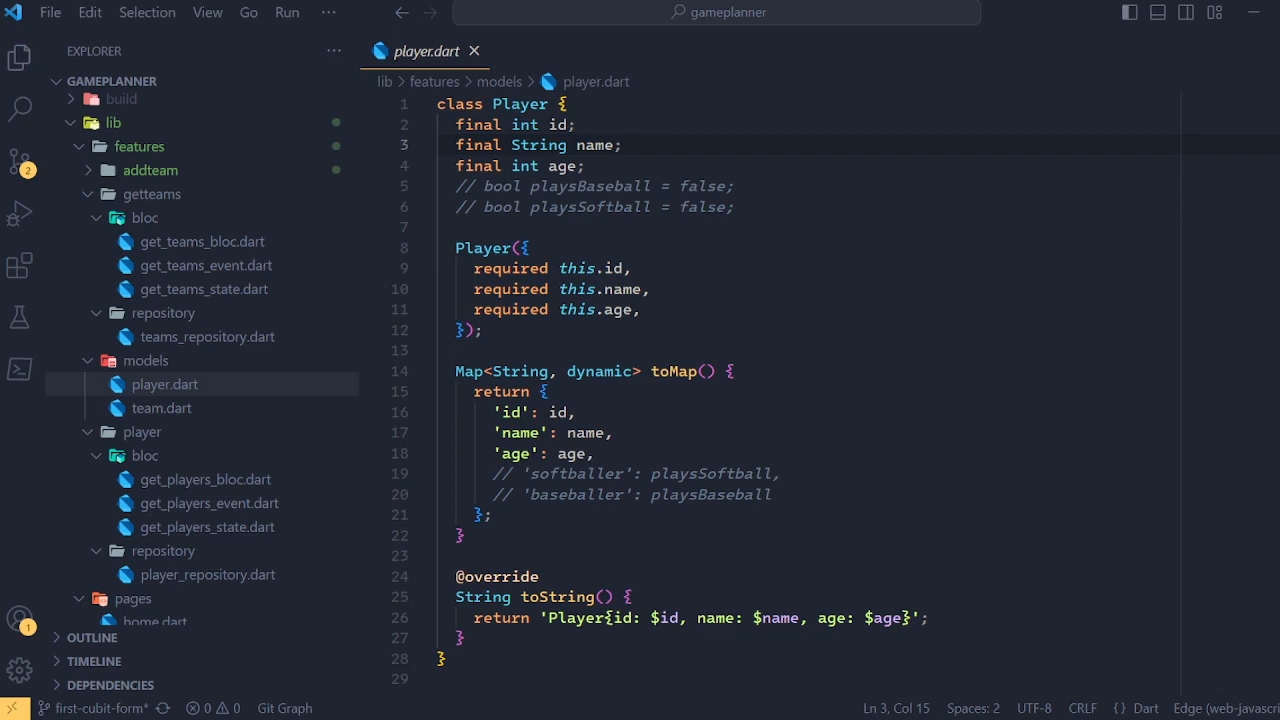 File Edit Selection View Go Run ··· gameplanner
EXPLORER ···
GAMEPLANNER
build
lib
features
addteam
getteams
bloc
get_teams_bloc.dart
get_teams_event.dart
get_teams_state.dart
repository
teams_repository.dart
models
player.dart
team.dart
player
bloc
get_players_bloc.dart
get_players_event.dart
get_players_state.dart
repository
player_repository.dart
pages
home.dart
OUTLINE
TIMELINE
DEPENDENCIES
2
1
player.dart
lib > features > models > player.dart
1 class Player {
2 final int id;
3 final String name;
4 final int age;
5 // bool playsBaseball = false;
6 // bool playsSoftball = false;
7
8 Player({
9 required this.id,
10 required this.name,
11 required this.age,
12 });
13
14 Map<String, dynamic> toMap() {
15 return {
16 'id': id,
17 'name': name,
18 'age': age,
19 // 'softballer': playsSoftball,
20 // 'baseballer': playsBaseball
21 };
22 }
23
24 @override
25 String toString() {
26 return 'Player{id: $id, name: $name, age: $age}';
27 }
28 }
29
first-cubit-form* 0 0 Git Graph Ln 3, Col 15 Spaces: 2 UTF-8 CRLF {} Dart Edge (web-javascri